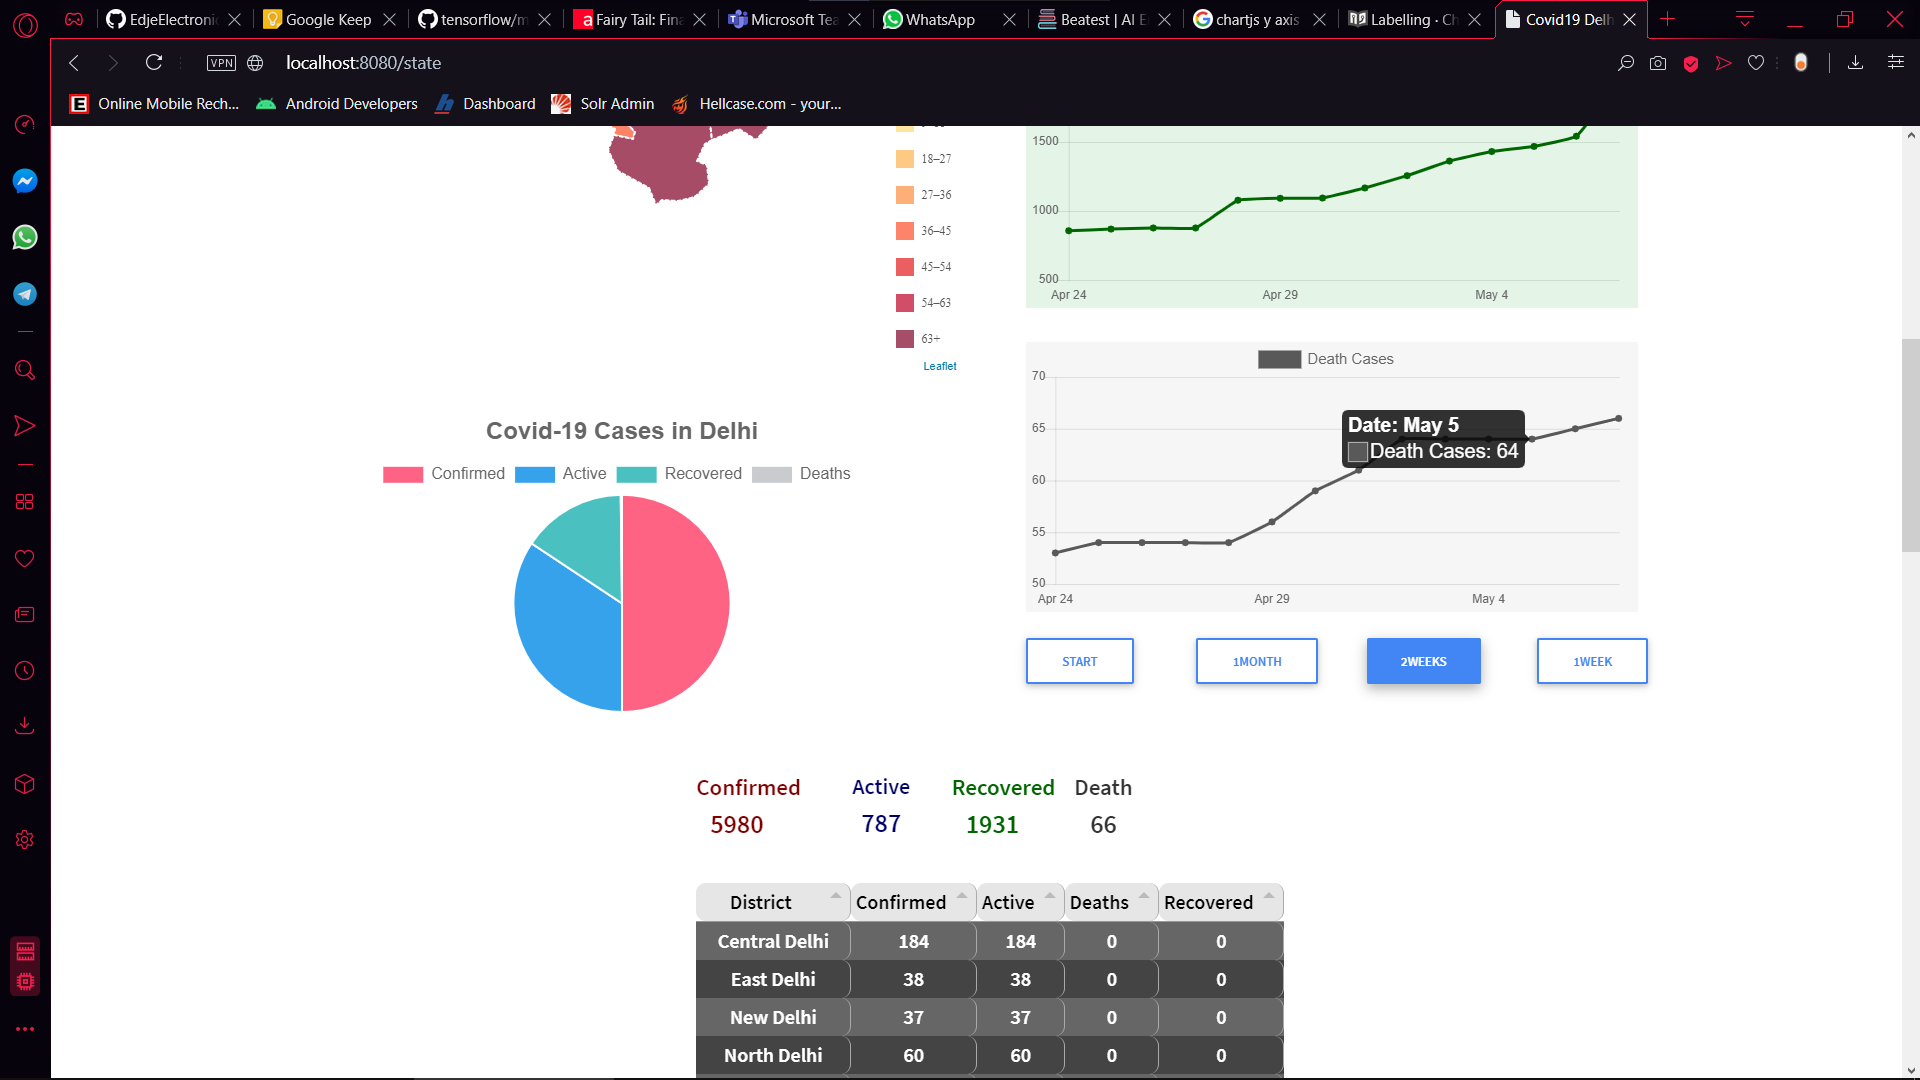 EdjeElectroni
Google Keep
tensorflow/m
a Fairy Tail: Fina
Microsoft Tea
WhatsApp
Beatest | AI E
chartjs y axis
Labelling · Ch
Covid19 Delh
VPN
localhost:8080/state
Online Mobile Rech...
Android Developers
Dashboard
Solr Admin
Hellcase.com - your...
18–27
27–36
36–45
45–54
54–63
63+
Leaflet
1500
1000
500
Apr 24
Apr 29
May 4
Death Cases
70
65
60
55
50
Date: May 5
Death Cases: 64
Apr 24
Apr 29
May 4
START
1MONTH
2WEEKS
1WEEK
Covid-19 Cases in Delhi
Confirmed
Active
Recovered
Deaths
Confirmed Active Recovered Death
5980 787 1931 66
District Confirmed Active Deaths Recovered
Central Delhi 184 184 0 0
East Delhi 38 38 0 0
New Delhi 37 37 0 0
North Delhi 60 60 0 0